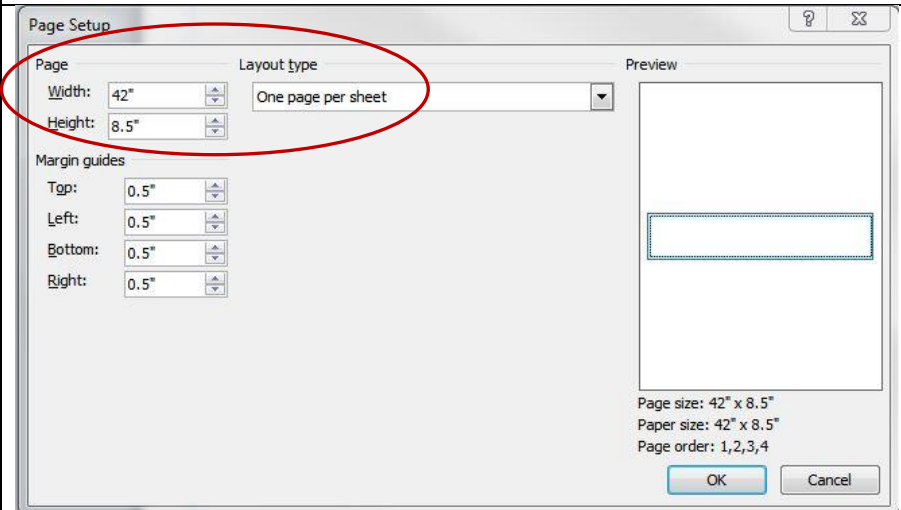 Page Setup
Page
Width: 42"
Height: 8.5"
Layout type
One page per sheet
Margin guides
Top: 0.5"
Left: 0.5"
Bottom: 0.5"
Right: 0.5"
Preview
Page size: 42" x 8.5"
Paper size: 42" x 8.5"
Page order: 1,2,3,4
OK Cancel